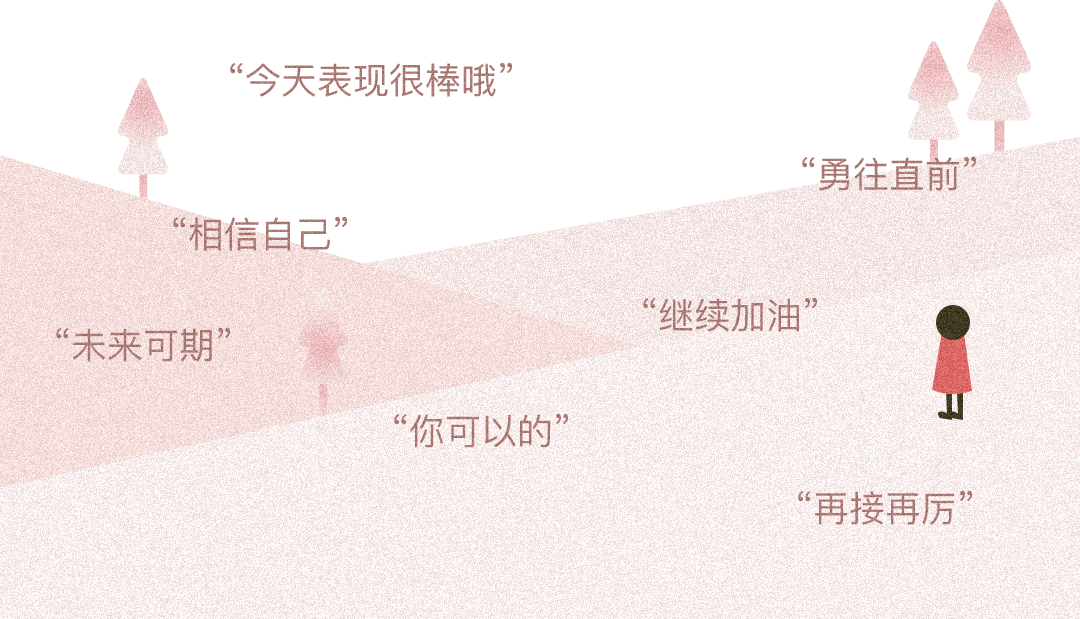 “今天表现很棒哦”
“勇往直前”
“相信自己”
“继续加油”
“未来可期”
“你可以的”
“再接再厉”